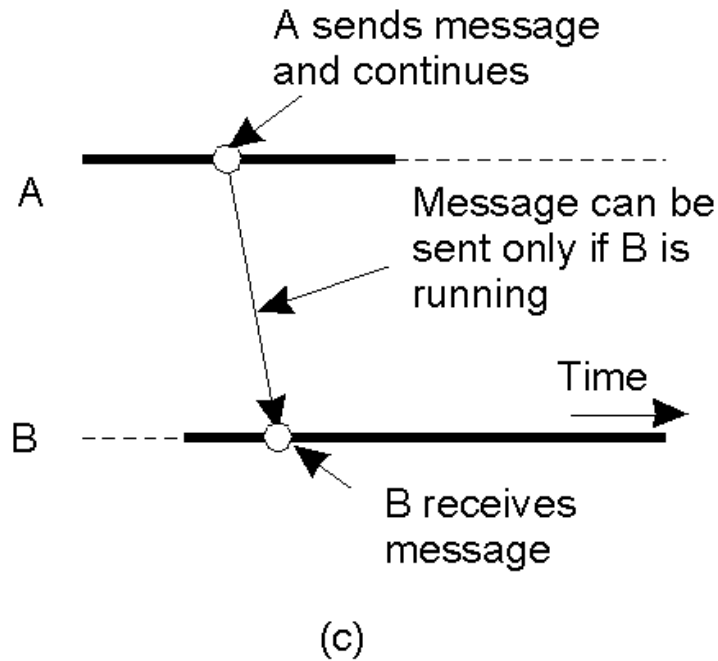 A sends message
and continues
A
Message can be
sent only if B is
running
Time
B
B receives
message
(c)